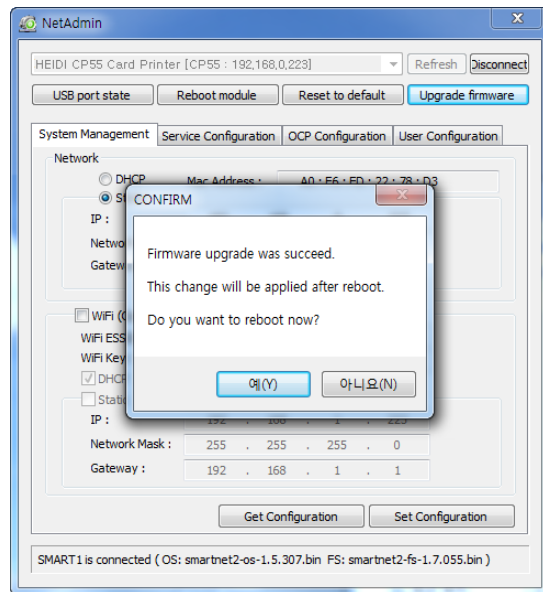 NetAdmin
HEIDI CP55 Card Printer [CP55 : 192,168,0,223]
Refresh
Disconnect
USB port state
Reboot module
Reset to default
Upgrade firmware
System Management
Service Configuration
OCP Configuration
User Configuration
Network
DHCP
Mac Address :
A0 : F6 : FD : 22 : 78 : D3
CONFIRM
Firmware upgrade was succeed.
This change will be applied after reboot.
Do you want to reboot now?
예(Y)
아니요(N)
IP :
WiFi
WiFi
WiFi Key
IP :
192 . 168 . 1 . 223
Network Mask :
255 . 255 . 255 . 0
Gateway :
192 . 168 . 1 . 1
Get Configuration
Set Configuration
SMART1 is connected ( OS: smartnet2-os-1.5.307.bin FS: smartnet2-fs-1.7.055.bin )